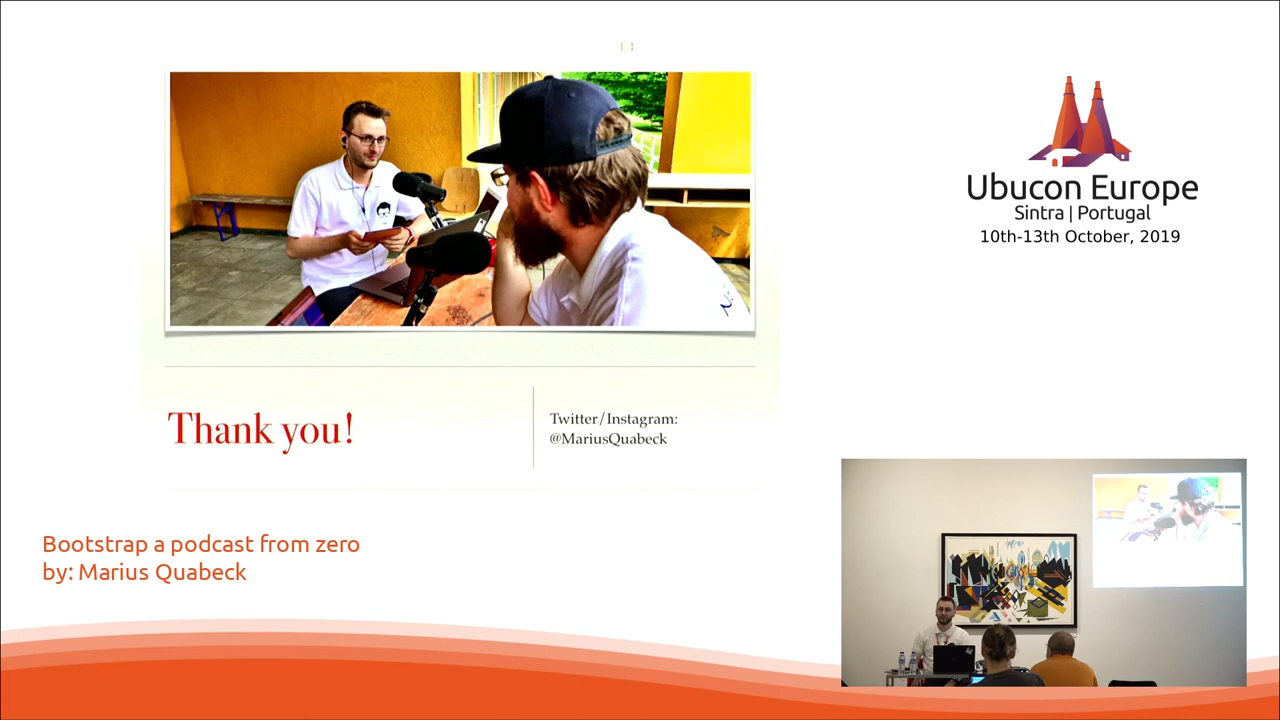 Ubucon Europe
Sintra | Portugal
10th-13th October, 2019
Thank you!
Twitter/Instagram:
@MariusQuabeck
Bootstrap a podcast from zero
by: Marius Quabeck